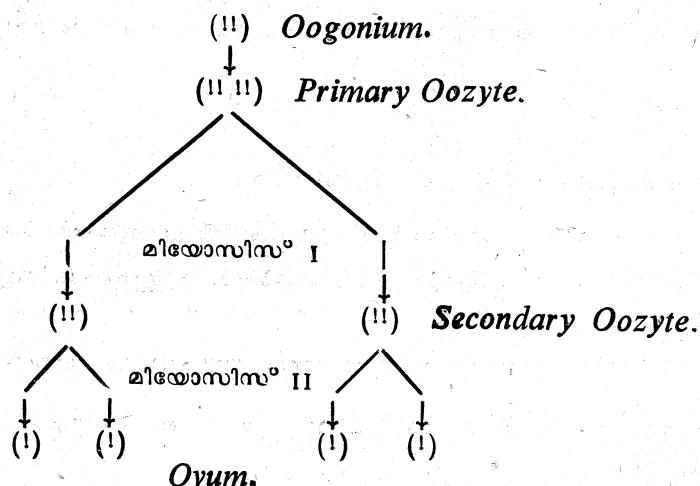 (!!) Oogonium.
(!! !!) Primary Oozyte.
മിയോസിസ് I
(!!) (!!) Secondary Oozyte.
മിയോസിസ് II
(!) (!) (!) (!)
Ovum.